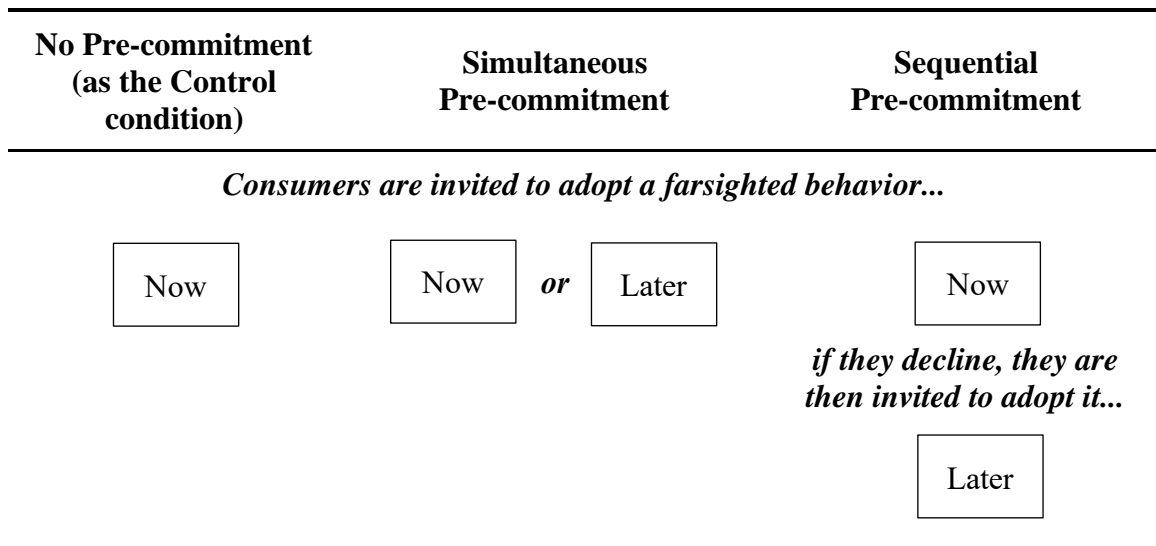 No Pre-commitment
(as the Control
condition)
Simultaneous
Pre-commitment
Sequential
Pre-commitment
Consumers are invited to adopt a farsighted behavior...
Now
Now or Later
Now
if they decline, they are
then invited to adopt it...
Later